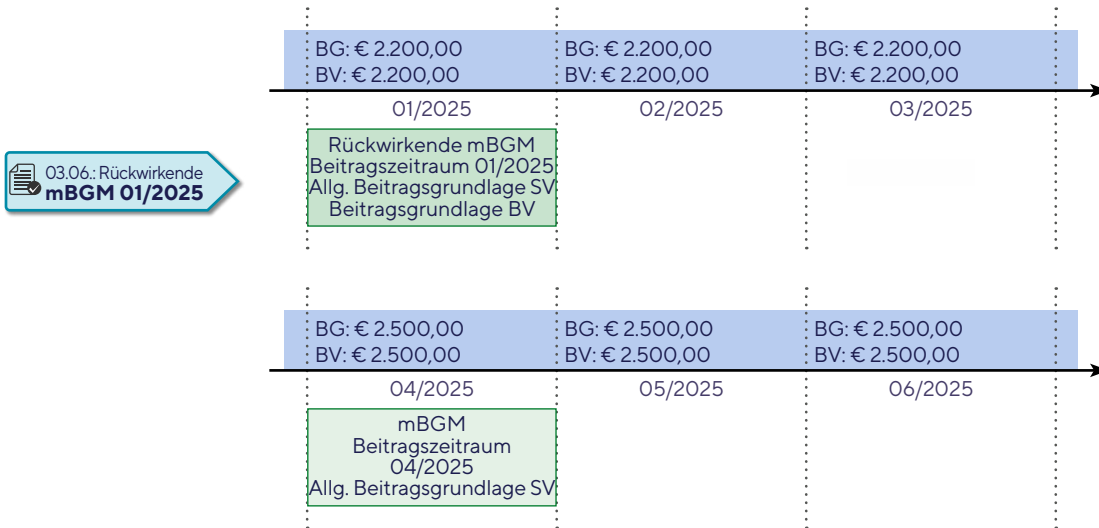 BG: € 2.200,00
BV: € 2.200,00
BG: € 2.200,00
BV: € 2.200,00
BG: € 2.200,00
BV: € 2.200,00
01/2025
02/2025
03/2025
03.06.: Rückwirkende
mBGM 01/2025
Rückwirkende mBGM
Beitragszeitraum 01/2025
Allg. Beitragsgrundlage SV
Beitragsgrundlage BV
BG: € 2.500,00
BV: € 2.500,00
BG: € 2.500,00
BV: € 2.500,00
BG: € 2.500,00
BV: € 2.500,00
04/2025
05/2025
06/2025
mBGM
Beitragszeitraum
04/2025
Allg. Beitragsgrundlage SV